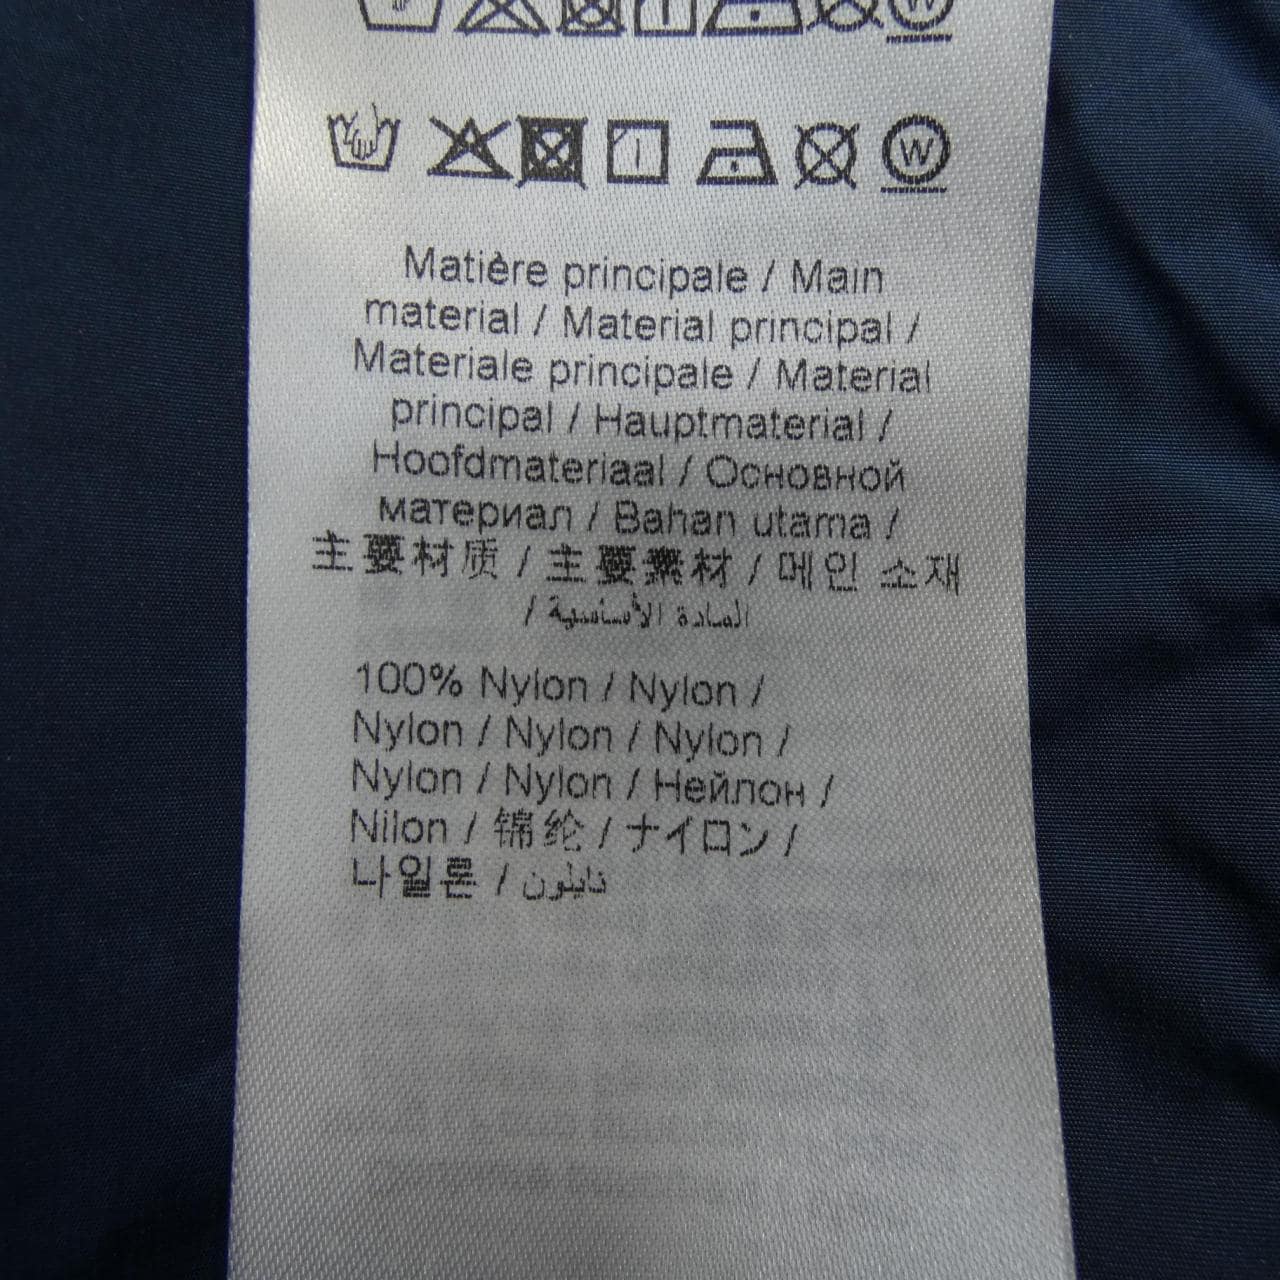 W
W
Matière principale / Main
material / Material principal /
Materiale principale / Material
principal / Hauptmaterial /
Hoofdmateriaal / Основной
материал / Bahan utama /
主要材质 / 主要素材 / 메인 소재
/ المادة الأساسية
100% Nylon / Nylon /
Nylon / Nylon / Nylon /
Nylon / Nylon / Нейлон /
Nilon / 锦纶 / ナイロン /
나일론 / نايلون